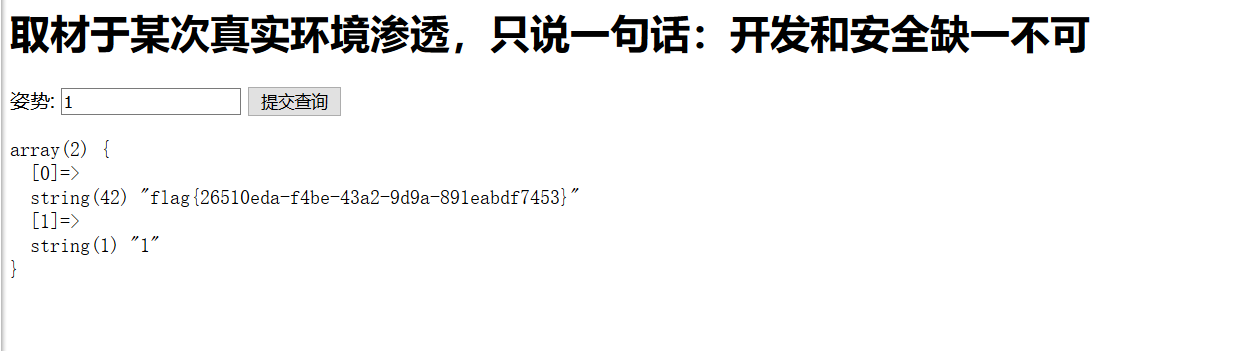 取材于某次真实环境渗透，只说一句话：开发和安全缺一不可
姿势: 1 提交查询
array(2) {
[0]=>
string(42) "flag{26510eda-f4be-43a2-9d9a-891eabdf7453}"
[1]=>
string(1) "1"
}